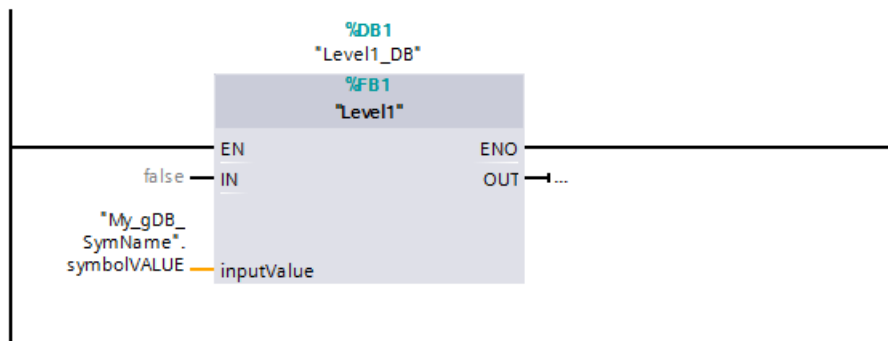 %DB1
"Level1_DB"
%FB1
"Level1"
EN ENO
false IN OUT ...
"My_gDB_
SymName".
symbolVALUE inputValue